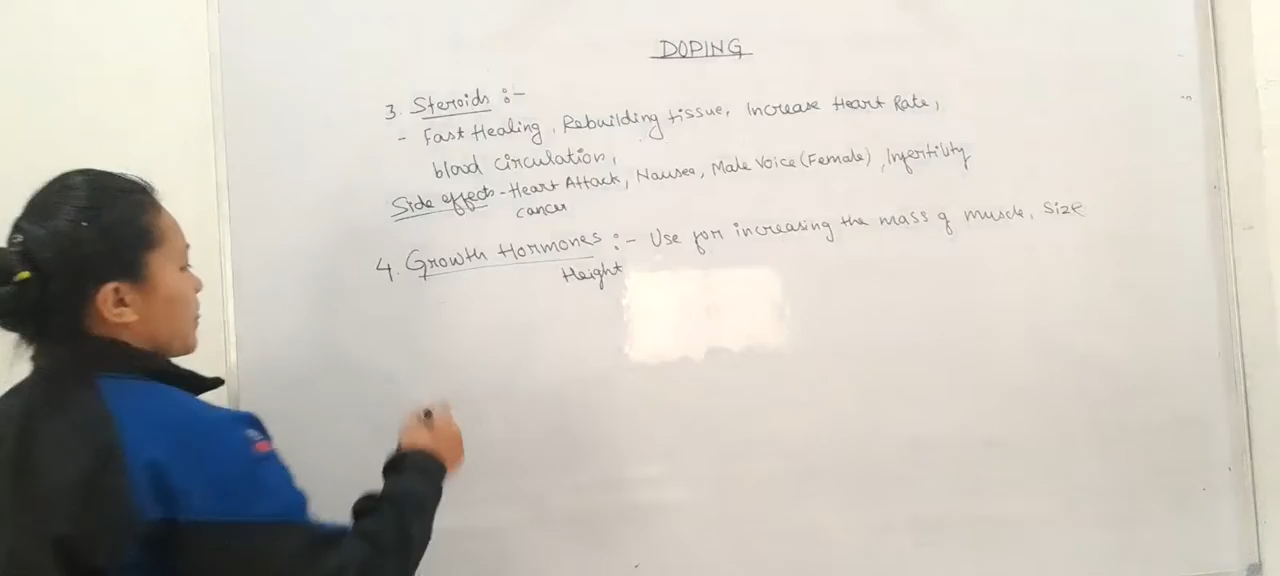 DOPING
3. Steroids :-
- Fast Healing, Rebuilding tissue, Increase Heart Rate,
blood circulation,
Side effects - Heart Attack, Nausea, Male Voice (Female), Infertility
cancer
4. Growth Hormones :- Use for increasing the mass of muscle, Size
Height